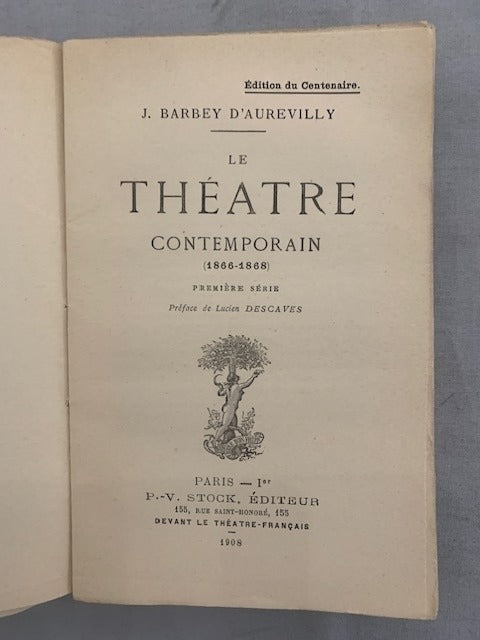 Édition du Centenaire.
J. BARBEY D'AUREVILLY
LE
THÉATRE
CONTEMPORAIN
(1866-1868)
PREMIÈRE SÉRIE
Préface de Lucien DESCAVES
PARIS — Ier
P.-V. STOCK, ÉDITEUR
155, RUE SAINT-HONORÉ, 155
DEVANT LE THÉATRE-FRANÇAIS
1908